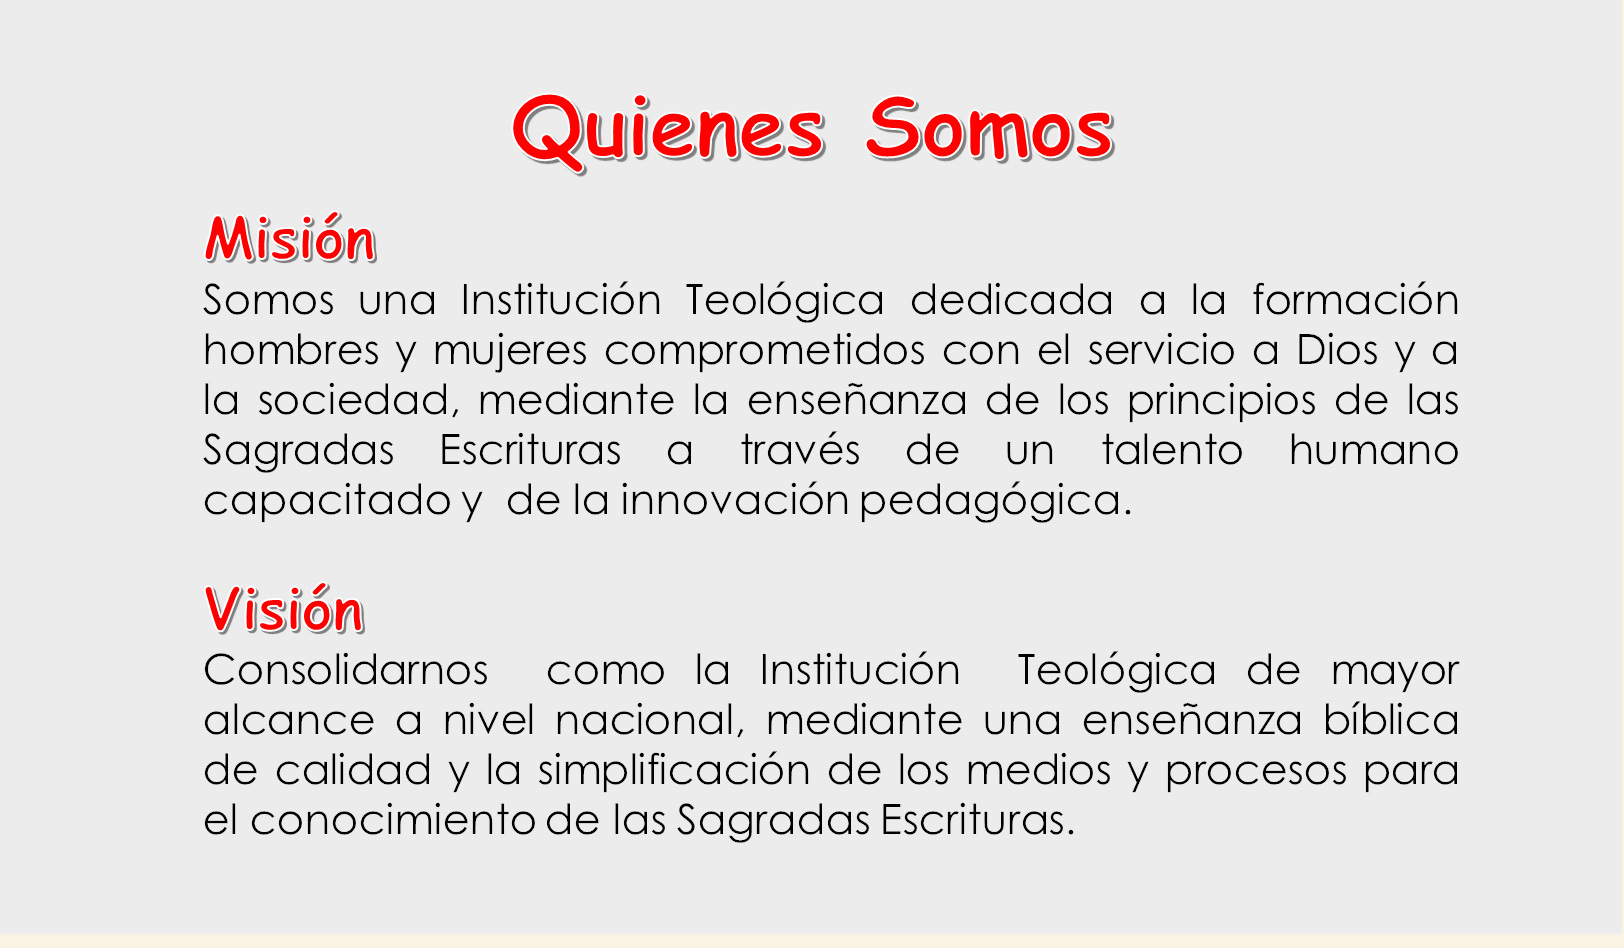 Quienes Somos
Misión
Somos una Institución Teológica dedicada a la formación
hombres y mujeres comprometidos con el servicio a Dios y a
la sociedad, mediante la enseñanza de los principios de las
Sagradas Escrituras a través de un talento humano
capacitado y de la innovación pedagógica.
Visión
Consolidarnos como la Institución Teológica de mayor
alcance a nivel nacional, mediante una enseñanza bíblica
de calidad y la simplificación de los medios y procesos para
el conocimiento de las Sagradas Escrituras.